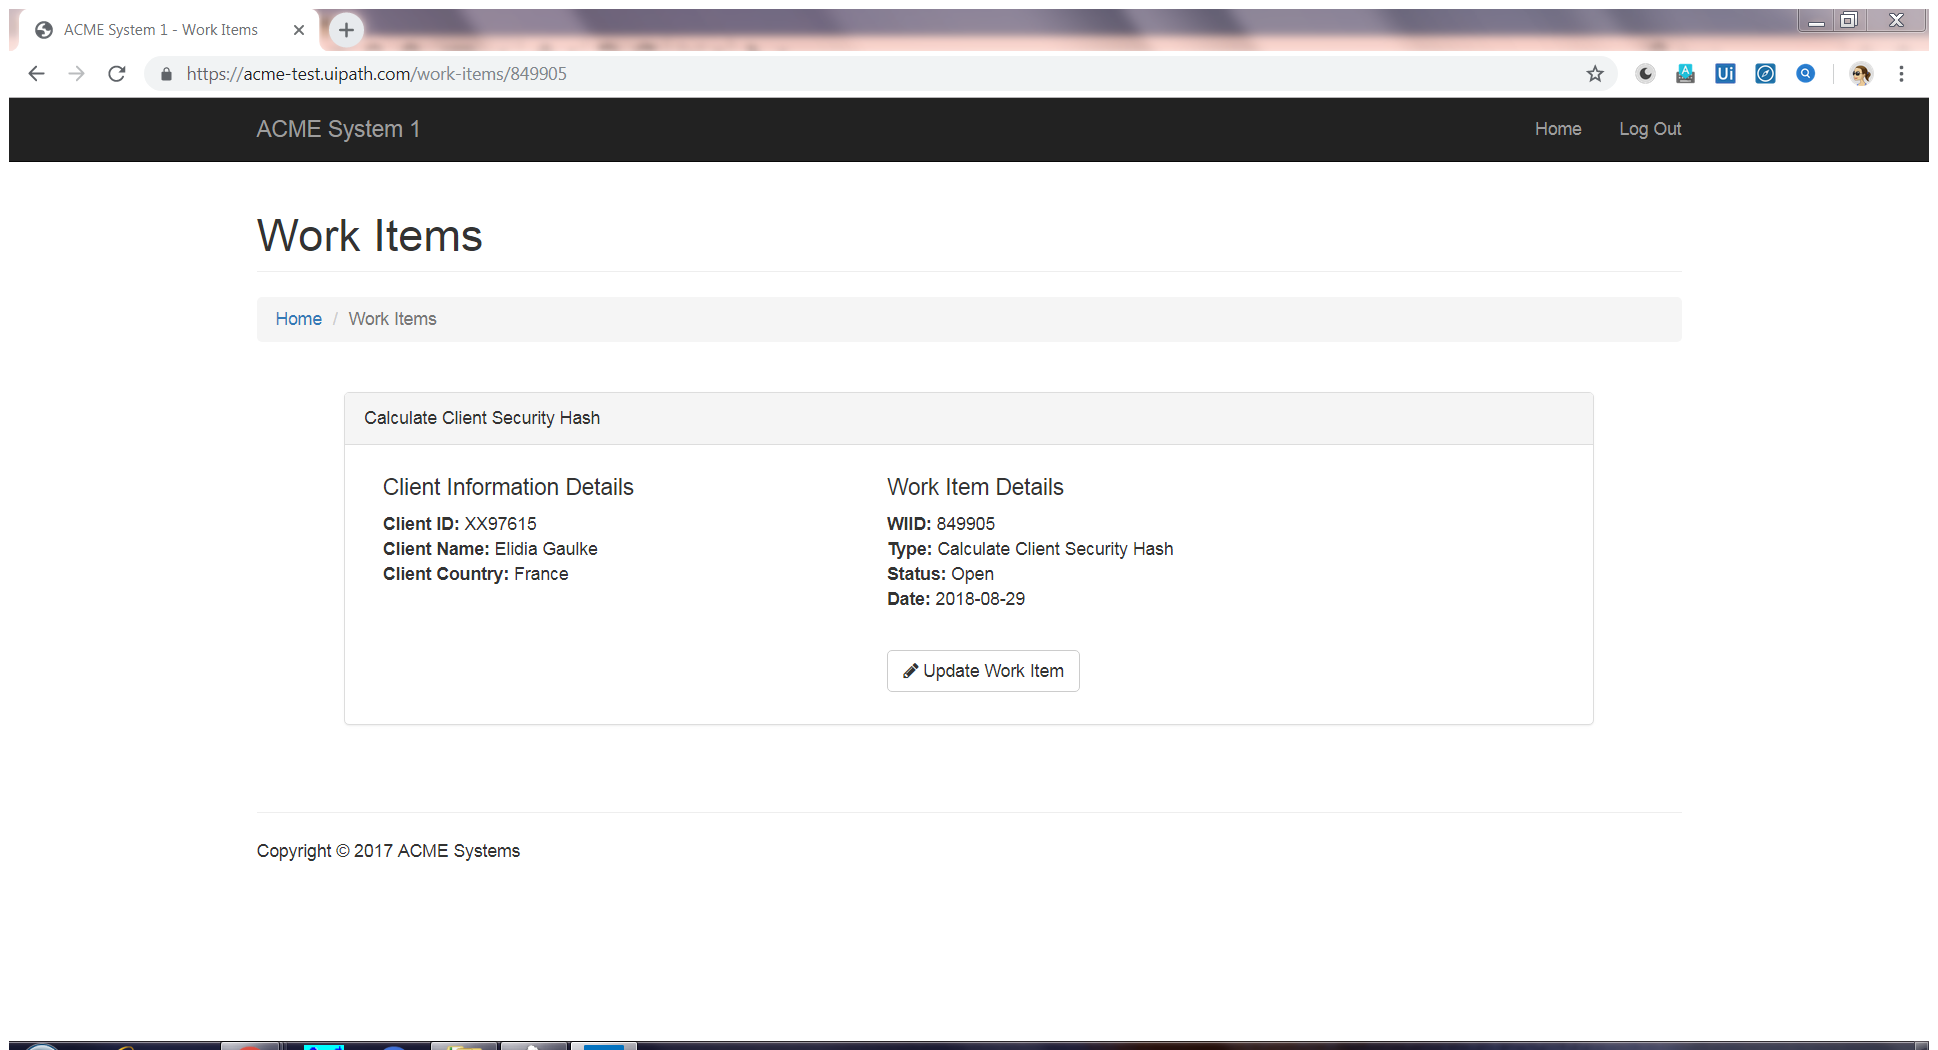 ACME System 1 - Work Items
https://acme-test.uipath.com/work-items/849905
Ui
ACME System 1
Home
Log Out
Work Items
Home / Work Items
Calculate Client Security Hash
Client Information Details
Client ID: XX97615
Client Name: Elidia Gaulke
Client Country: France
Work Item Details
WIID: 849905
Type: Calculate Client Security Hash
Status: Open
Date: 2018-08-29
Update Work Item
Copyright © 2017 ACME Systems